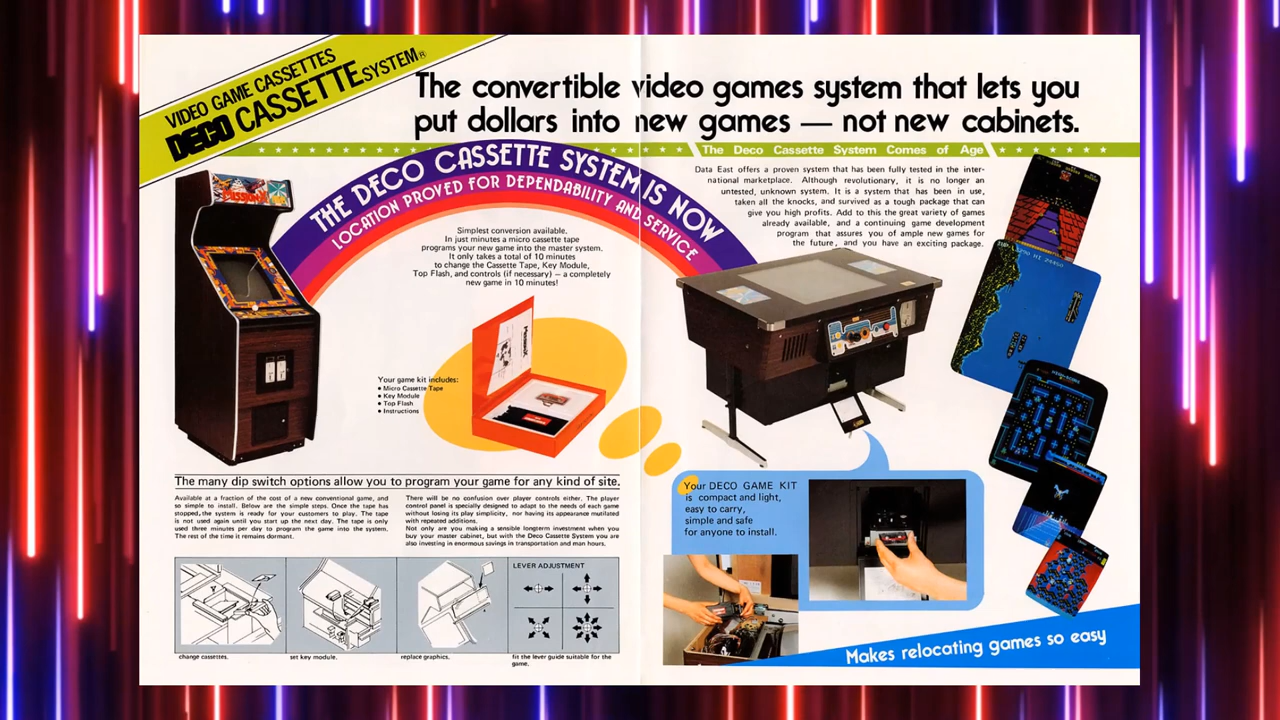 VIDEO GAME CASSETTES
DECO CASSETTE SYSTEM®
The convertible video games system that lets you
put dollars into new games — not new cabinets.
The Deco Cassette System Comes of Age
THE DECO CASSETTE SYSTEM IS NOW
LOCATION PROVED FOR DEPENDABILITY AND SERVICE
Data East offers a proven system that has been fully tested in the inter-
national marketplace. Although revolutionary, it is no longer an
untested, unknown system. It is a system that has been in use,
taken all the knocks, and survived as a tough package that can
give you high profits. Add to this the great variety of games
already available, and a continuing game development
program that assures you of ample new games for
the future, and you have an exciting package.
Simplest conversion available.
In just minutes a micro cassette tape
programs your new game into the master system.
It only takes a total of 10 minutes
to change the Cassette Tape, Key Module,
Top Flash, and controls (if necessary) — a completely
new game in 10 minutes!
Your game kit includes:
• Micro Cassette Tape
• Key Module
• Top Flash
• Instructions
The many dip switch options allow you to program your game for any kind of site.
Available at a fraction of the cost of a new conventional game, and
so simple to install. Below are the simple steps. Once the tape has
stopped, the system is ready for your customers to play. The tape
is not used again until you start up the next day. The tape is only
used three minutes per day to program the game into the system.
The rest of the time it remains dormant.
There will be no confusion over player controls either. The player
control panel is specially designed to adapt to the needs of each game
without losing its play simplicity, nor having its appearance mutilated
with repeated additions.
Not only are you making a sensible longterm investment when you
buy your master cabinet, but with the Deco Cassette System you are
also investing in enormous savings in transportation and man hours.
LEVER ADJUSTMENT
change cassettes.
set key module.
replace graphics.
fit the lever guide suitable for the
game.
Your DECO GAME KIT
is compact and light,
easy to carry,
simple and safe
for anyone to install.
Makes relocating games so easy